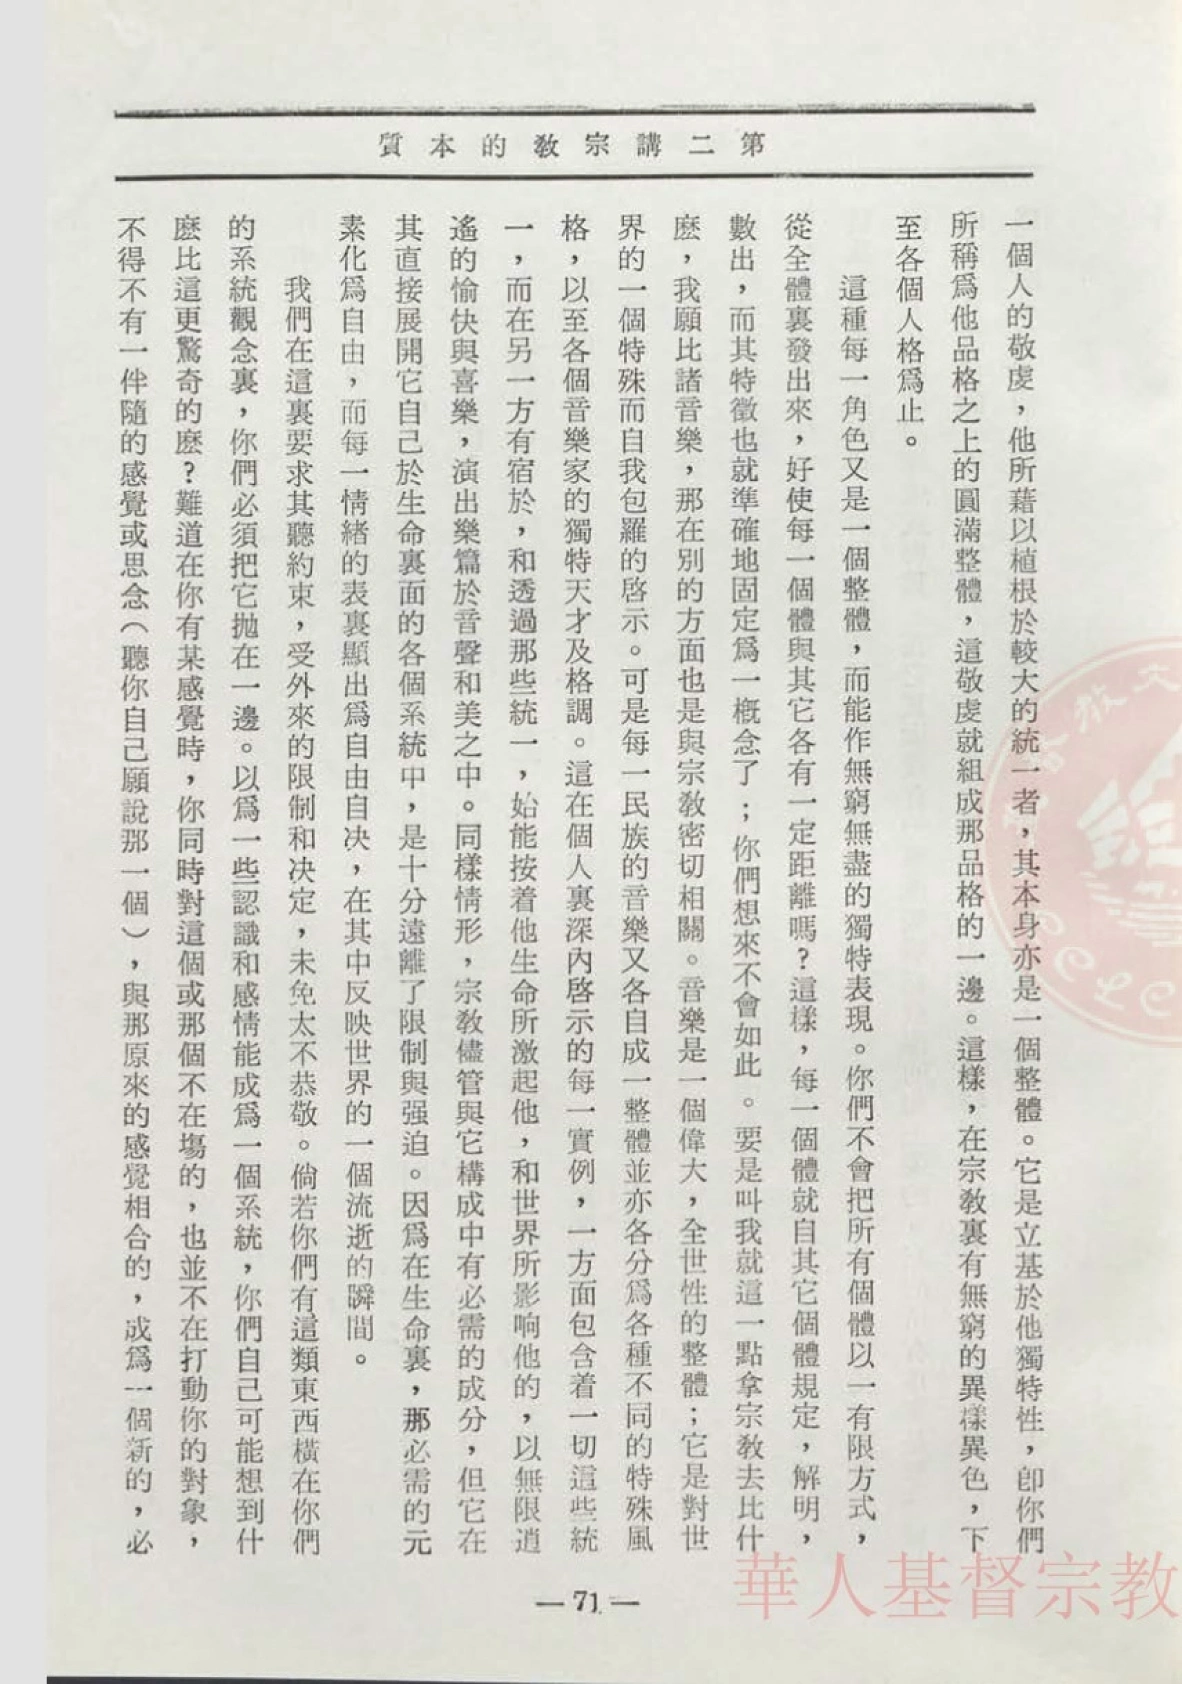 第二講宗教的本質
一個人的敬虔，他所藉以植根於較大的統一者，其本身亦是一個整體。它是立基於他獨特性，卽你們
所稱爲他品格之上的圓滿整體，這敬虔就組成那品格的一邊。這樣，在宗教裏有無窮的異樣異色，下
至各個人格爲止。
這種每一角色又是一個整體，而能作無窮無盡的獨特表現。你們不會把所有個體以一有限方式，
從全體裏發出來，好使每一個體與其它各有一定距離嗎？這樣，每一個體就自其它個體規定，解明，
數出，而其特徵也就準確地固定爲一概念了；你們想來不會如此。要是叫我就這一點拿宗教去比什
麽，我願比諸音樂，那在別的方面也是與宗教密切相關。音樂是一個偉大，全世性的整體；它是對世
界的一個特殊而自我包羅的啓示。可是每一民族的音樂又各自成一整體並亦各分爲各種不同的特殊風
格，以至各個音樂家的獨特天才及格調。這在個人裏深內啓示的每一實例，一方面包含着一切這些統
一，而在另一方有宿於，和透過那些統一，始能按着他生命所激起他，和世界所影响他的，以無限逍
遙的愉快與喜樂，演出樂篇於音聲和美之中。同樣情形，宗教儘管與它構成中有必需的成分，但它在
其直接展開它自己於生命裏面的各個系統中，是十分遠離了限制與强迫。因爲在生命裏，那必需的元
素化爲自由，而每一情緒的表裏顯出爲自由自决，在其中反映世界的一個流逝的瞬間。
我們在這裏要求其聽約束，受外來的限制和决定，未免太不恭敬。倘若你們有這類東西橫在你們
的系統觀念裏，你們必須把它拋在一邊。以爲一些認識和感情能成爲一個系統，你們自己可能想到什
麽比這更驚奇的麽？難道在你有某感覺時，你同時對這個或那個不在塲的，也並不在打動你的對象，
不得不有一伴隨的感覺或思念（聽你自己願說那一個），與那原來的感覺相合的，成爲一個新的，必
—71—
華人基督宗教